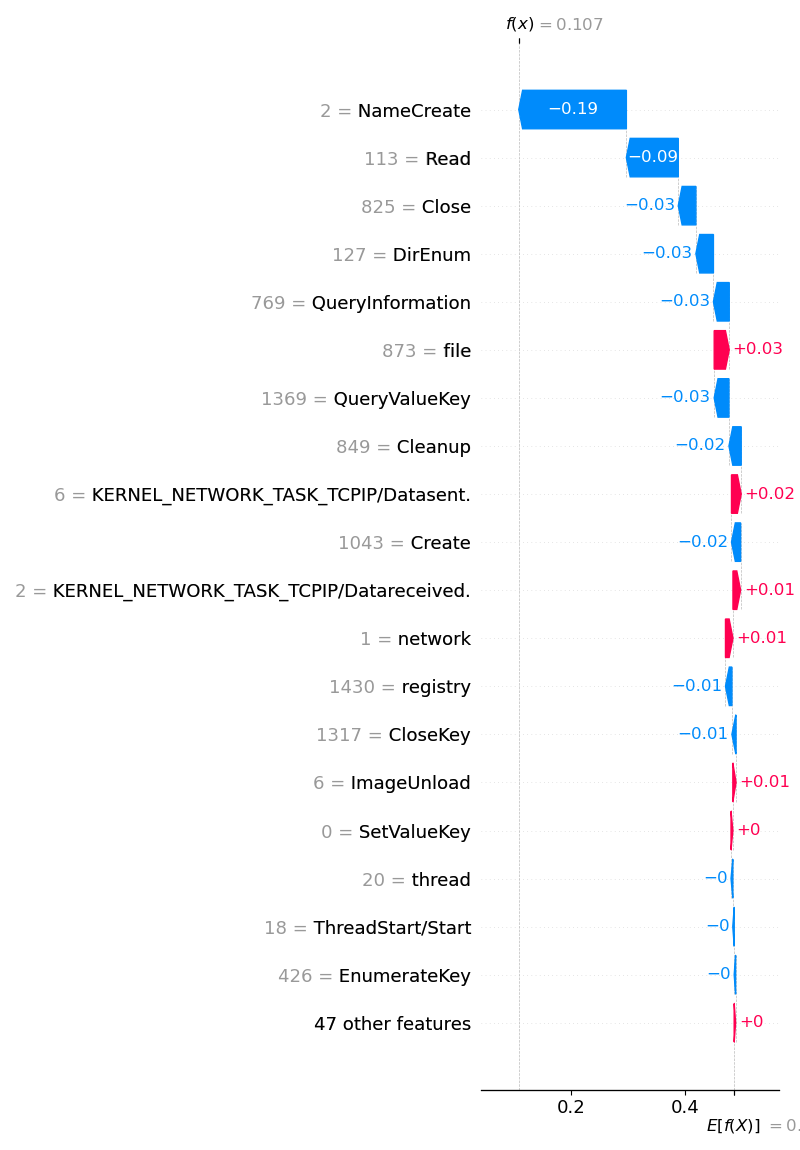 f(x) = 0.107
2 = NameCreate
−0.19
113 = Read
−0.09
825 = Close
−0.03
127 = DirEnum
−0.03
769 = QueryInformation
−0.03
873 = file
+0.03
1369 = QueryValueKey
−0.03
849 = Cleanup
−0.02
6 = KERNEL_NETWORK_TASK_TCPIP/Datasent.
+0.02
1043 = Create
−0.02
2 = KERNEL_NETWORK_TASK_TCPIP/Datareceived.
+0.01
1 = network
+0.01
1430 = registry
−0.01
1317 = CloseKey
−0.01
6 = ImageUnload
+0.01
0 = SetValueKey
+0
20 = thread
−0
18 = ThreadStart/Start
−0
426 = EnumerateKey
−0
47 other features
+0
0.2 0.4
E[f(X)] = 0.